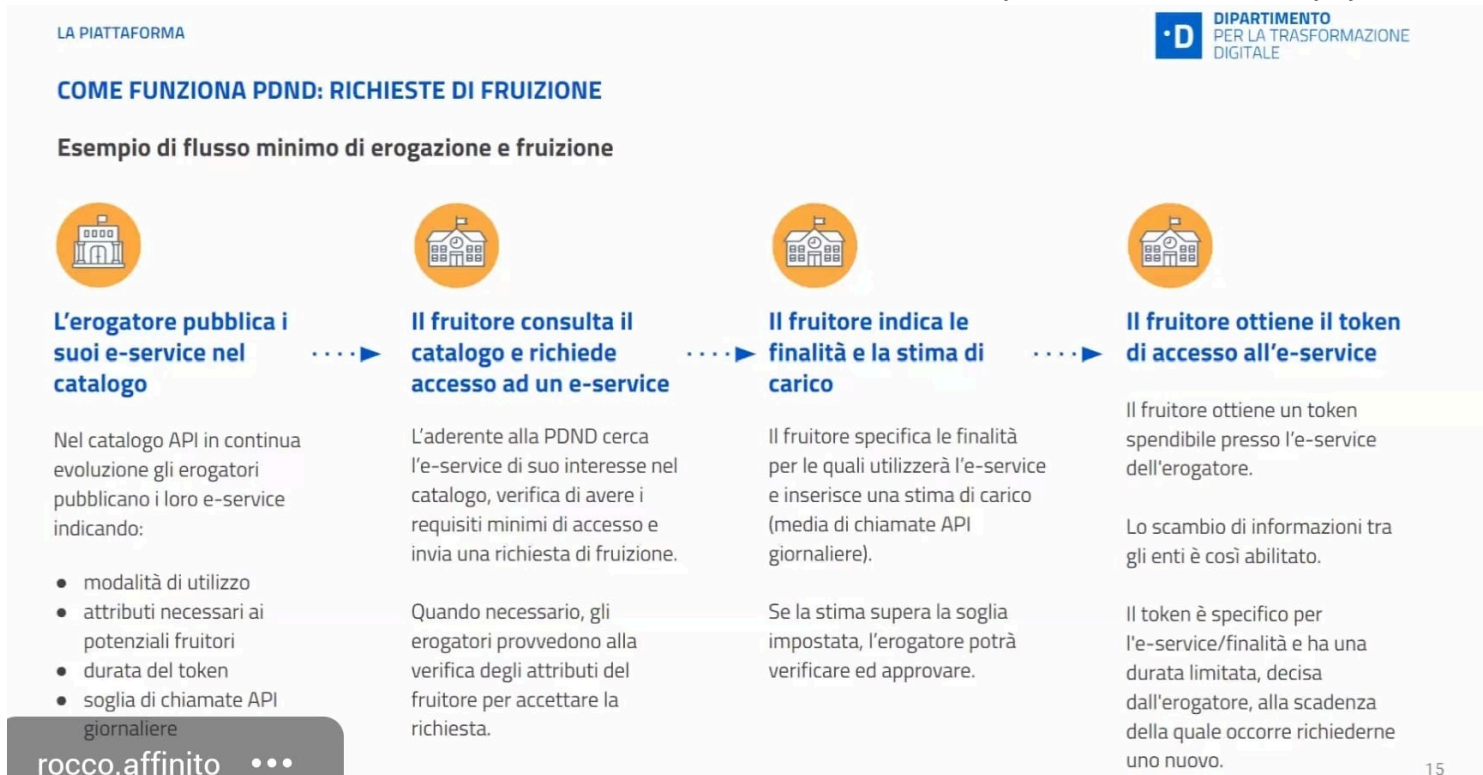 LA PIATTAFORMA
·D
DIPARTIMENTO
PER LA TRASFORMAZIONE
DIGITALE
COME FUNZIONA PDND: RICHIESTE DI FRUIZIONE
Esempio di flusso minimo di erogazione e fruizione
L'erogatore pubblica i
suoi e-service nel
catalogo
Nel catalogo API in continua
evoluzione gli erogatori
pubblicano i loro e-service
indicando:
● modalità di utilizzo
● attributi necessari ai
potenziali fruitori
● durata del token
● soglia di chiamate API
giornaliere
Il fruitore consulta il
catalogo e richiede
accesso ad un e-service
L'aderente alla PDND cerca
l'e-service di suo interesse nel
catalogo, verifica di avere i
requisiti minimi di accesso e
invia una richiesta di fruizione.
Quando necessario, gli
erogatori provvedono alla
verifica degli attributi del
fruitore per accettare la
richiesta.
Il fruitore indica le
finalità e la stima di
carico
Il fruitore specifica le finalità
per le quali utilizzerà l'e-service
e inserisce una stima di carico
(media di chiamate API
giornaliere).
Se la stima supera la soglia
impostata, l'erogatore potrà
verificare ed approvare.
Il fruitore ottiene il token
di accesso all'e-service
Il fruitore ottiene un token
spendibile presso l'e-service
dell'erogatore.
Lo scambio di informazioni tra
gli enti è così abilitato.
Il token è specifico per
l'e-service/finalità e ha una
durata limitata, decisa
dall'erogatore, alla scadenza
della quale occorre richiederne
uno nuovo.
rocco.affinito •••
15